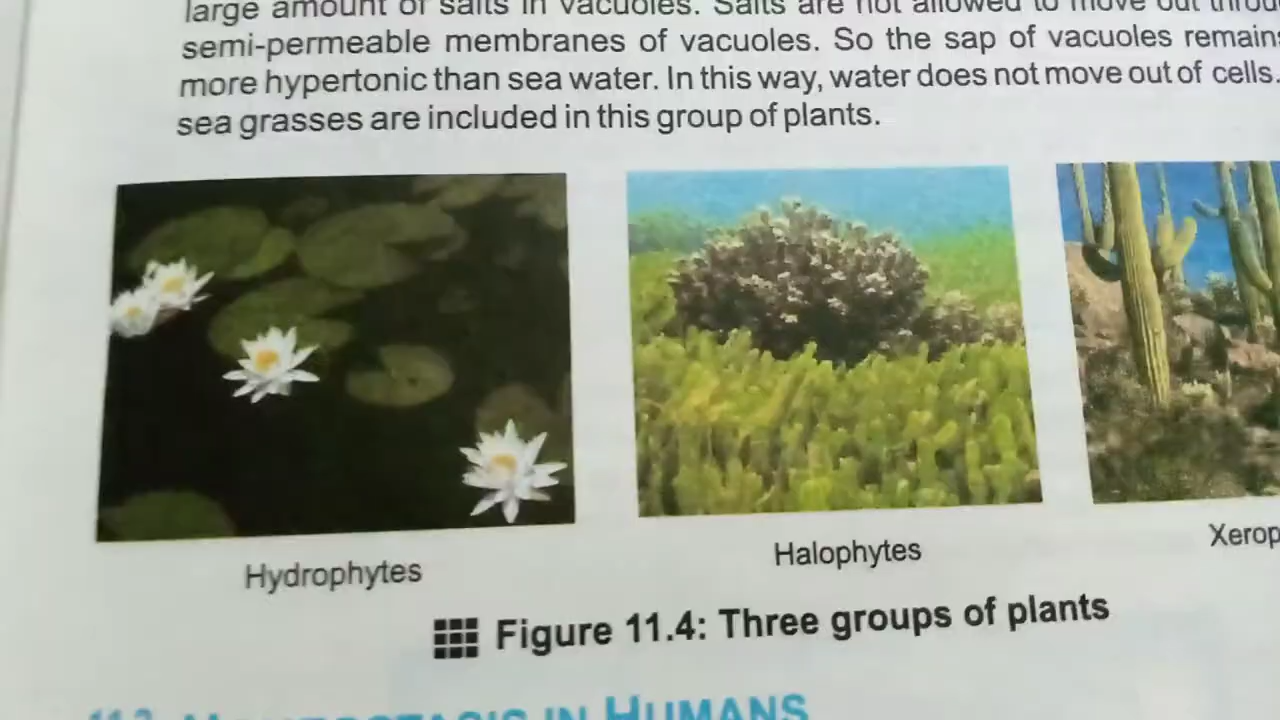 large amount of salts in vacuoles. Salts are not allowed to move out
semi-permeable membranes of vacuoles. So the sap of vacuoles remains
more hypertonic than sea water. In this way, water does not move out of cells.
sea grasses are included in this group of plants.
Hydrophytes
Halophytes
Xerop
Figure 11.4: Three groups of plants
IN HUMANS